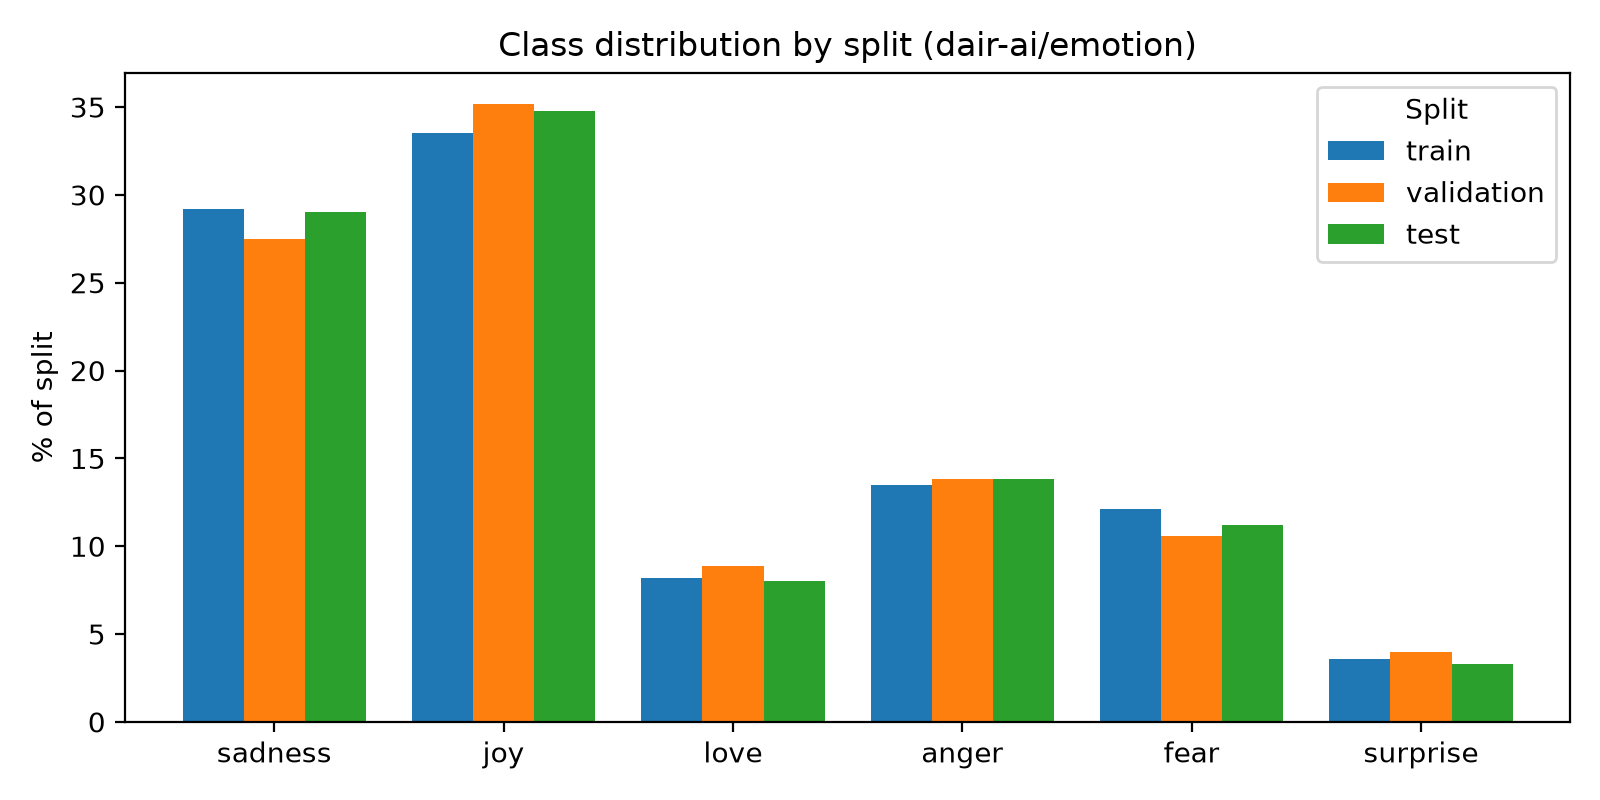 Class distribution by split (dair-ai/emotion)
% of split
35
30
25
20
15
10
5
0
sadness
joy
love
anger
fear
surprise
Split
train
validation
test